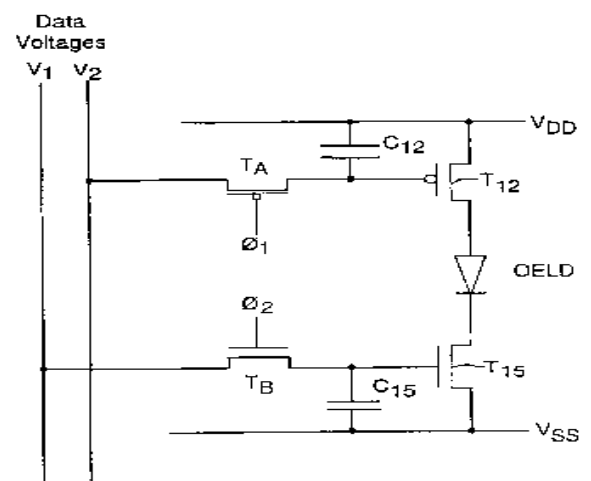 Data
Voltages
V1 V2
VDD
C12
TA
T12
Ø1
OELD
Ø2
T15
TB
C15
VSS